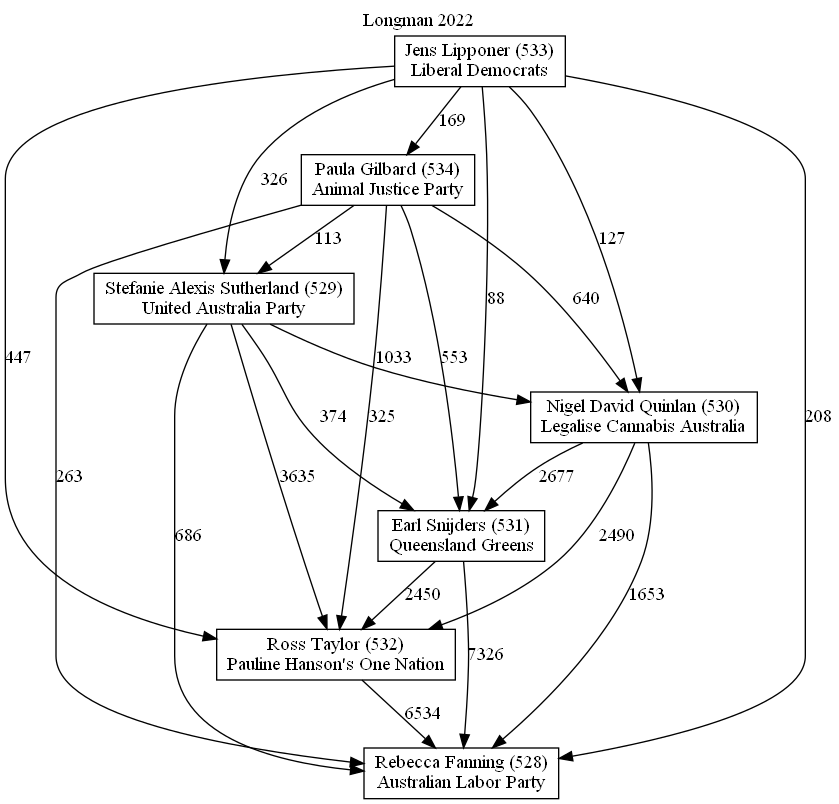 Longman 2022
Jens Lipponer (533)
Liberal Democrats
169
Paula Gilbard (534)
Animal Justice Party
326
113
127
Stefanie Alexis Sutherland (529)
United Australia Party
88
640
447
1033
553
Nigel David Quinlan (530)
Legalise Cannabis Australia
374
325
208
263
3635
2677
Earl Snijders (531)
Queensland Greens
686
2490
2450
1653
Ross Taylor (532)
Pauline Hanson's One Nation
7326
6534
Rebecca Fanning (528)
Australian Labor Party